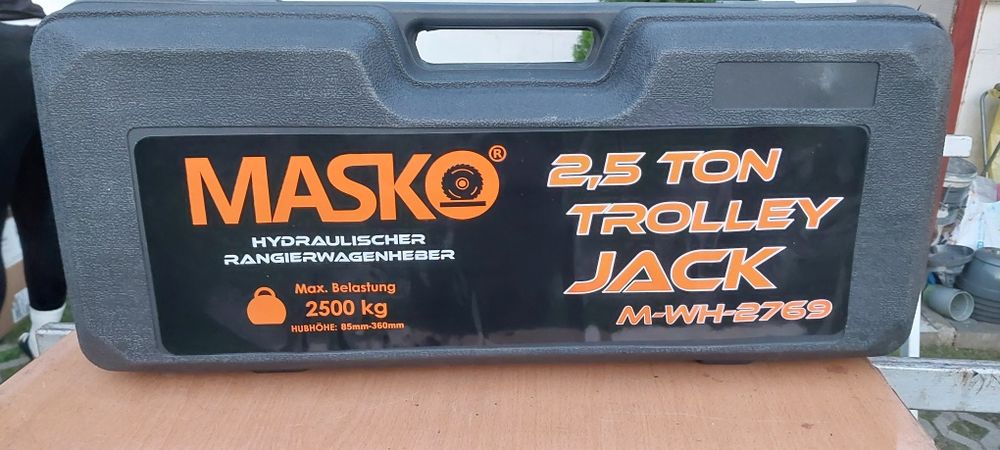 MASKO®
HYDRAULISCHER
RANGIERWAGENHEBER
Max. Belastung
2500 kg
HUBHÖHE: 85mm-360mm
2,5 TON
TROLLEY
JACK
M-WH-2769